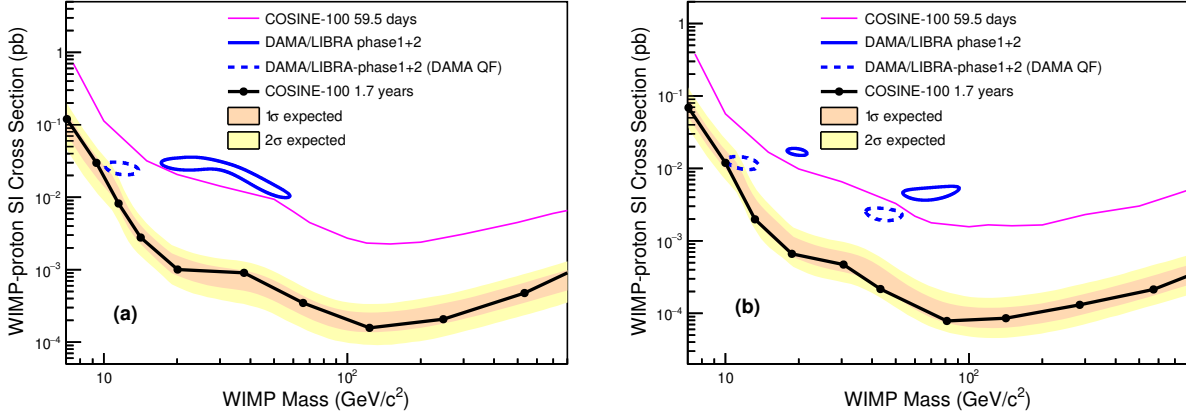 WIMP-proton SI Cross Section (pb)
1
10⁻¹
10⁻²
10⁻³
10⁻⁴
COSINE-100 59.5 days
DAMA/LIBRA phase1+2
DAMA/LIBRA-phase1+2 (DAMA QF)
COSINE-100 1.7 years
1σ expected
2σ expected
(a)
10
10²
WIMP Mass (GeV/c²)
WIMP-proton SI Cross Section (pb)
1
10⁻¹
10⁻²
10⁻³
10⁻⁴
COSINE-100 59.5 days
DAMA/LIBRA phase1+2
DAMA/LIBRA-phase1+2 (DAMA QF)
COSINE-100 1.7 years
1σ expected
2σ expected
(b)
10
10²
WIMP Mass (GeV/c²)